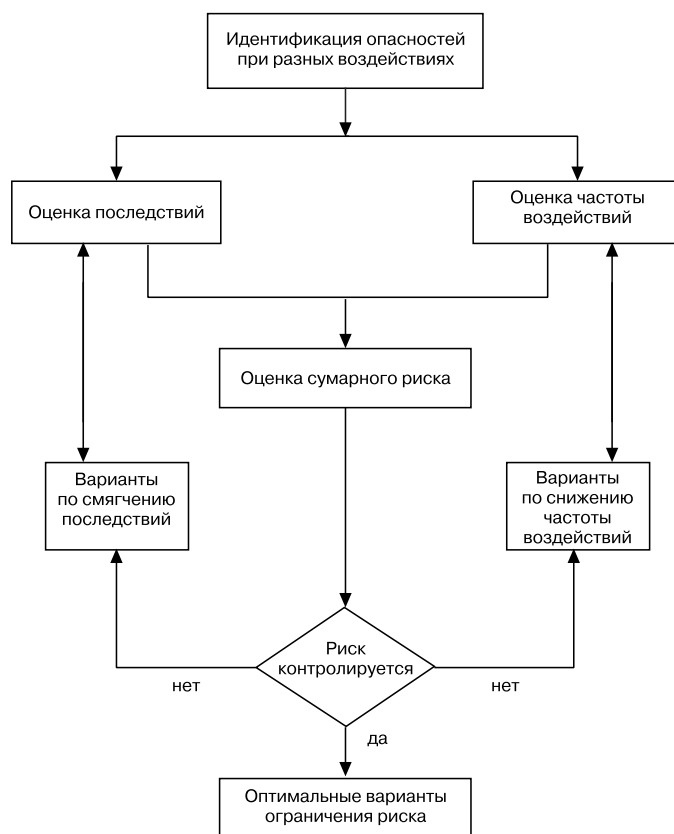 Идентификация опасностей
при разных воздействиях
Оценка последствий
Оценка частоты
воздействий
Оценка сумарного риска
Варианты
по смягчению
последствий
Варианты
по снижению
частоты
воздействий
Риск
контролируется
нет
нет
да
Оптимальные варианты
ограничения риска